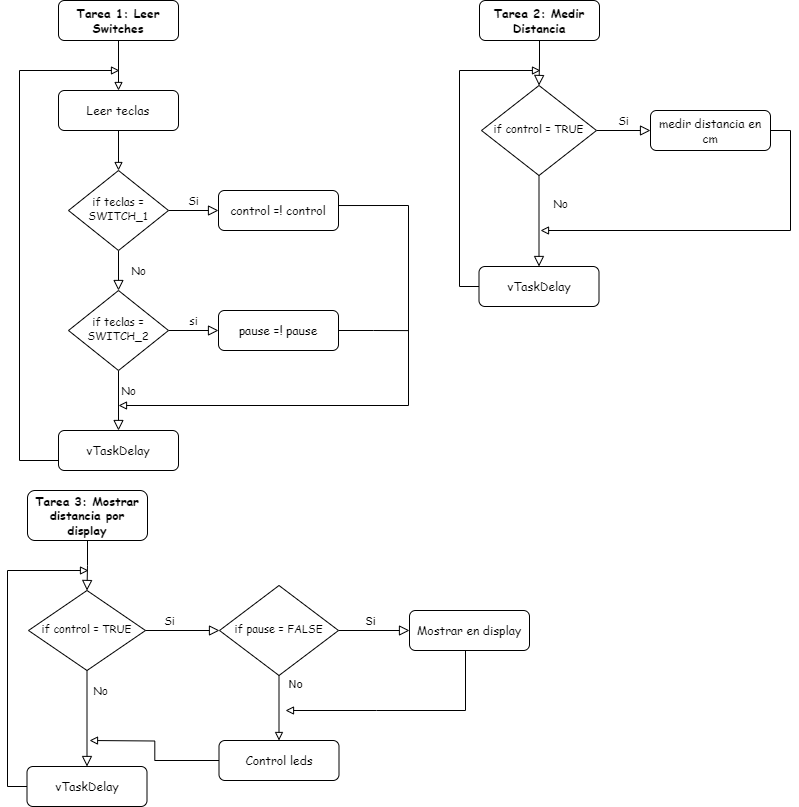 Tarea 1: Leer
Switches
Leer teclas
if teclas =
SWITCH_1
Si
control =! control
No
if teclas =
SWITCH_2
si
pause =! pause
No
vTaskDelay
Tarea 2: Medir
Distancia
if control = TRUE
Si
medir distancia en
cm
No
vTaskDelay
Tarea 3: Mostrar
distancia por
display
if control = TRUE
Si
if pause = FALSE
Si
Mostrar en display
No
No
Control leds
vTaskDelay